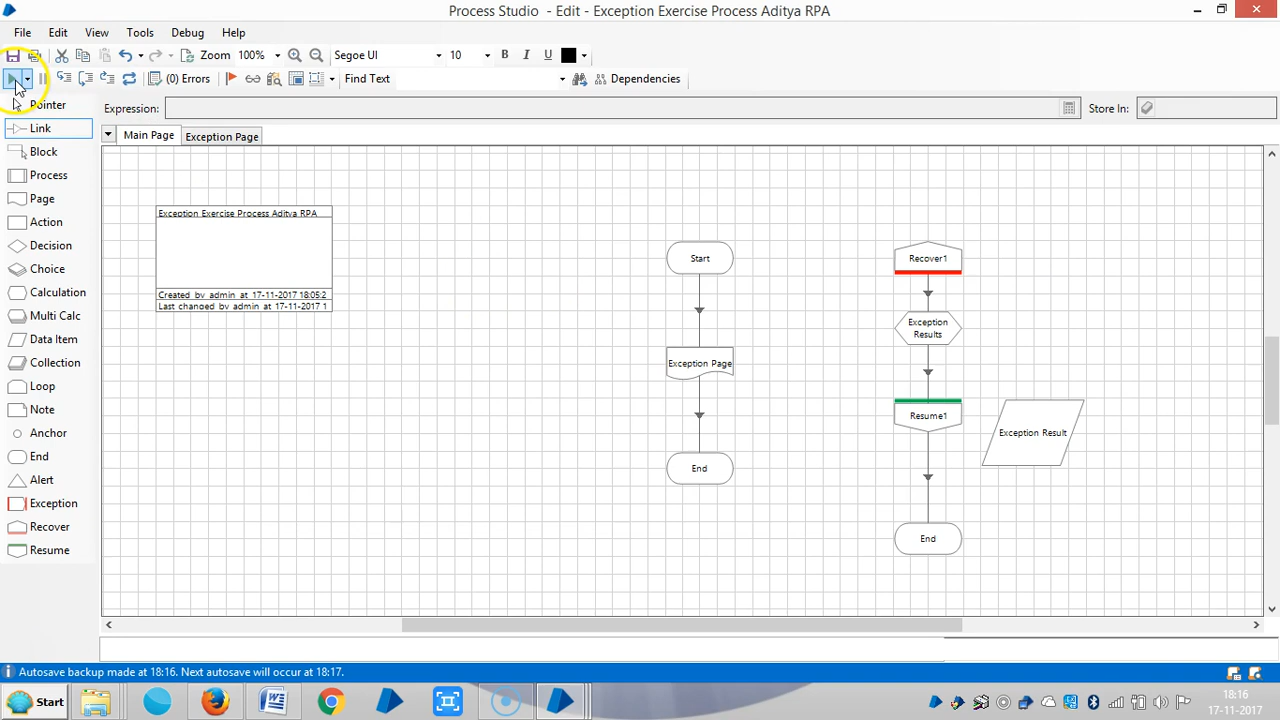 Process Studio - Edit - Exception Exercise Process Aditya RPA
File Edit View Tools Debug Help
Zoom 100% Segoe UI 10 B I U
(0) Errors Find Text Dependencies
Pointer
Expression: Store In:
Link
Main Page Exception Page
Block
Process
Page
Action
Decision
Choice
Calculation
Multi Calc
Data Item
Collection
Loop
Note
Anchor
End
Alert
Exception
Recover
Resume
Exception Exercise Process Aditya RPA
Created by admin at 17-11-2017 18:05:2
Last changed by admin at 17-11-2017 1
Start
Exception Page
End
Recover1
Exception
Results
Resume1
Exception Result
End
Autosave backup made at 18:16. Next autosave will occur at 18:17.
Start
18:16
17-11-2017